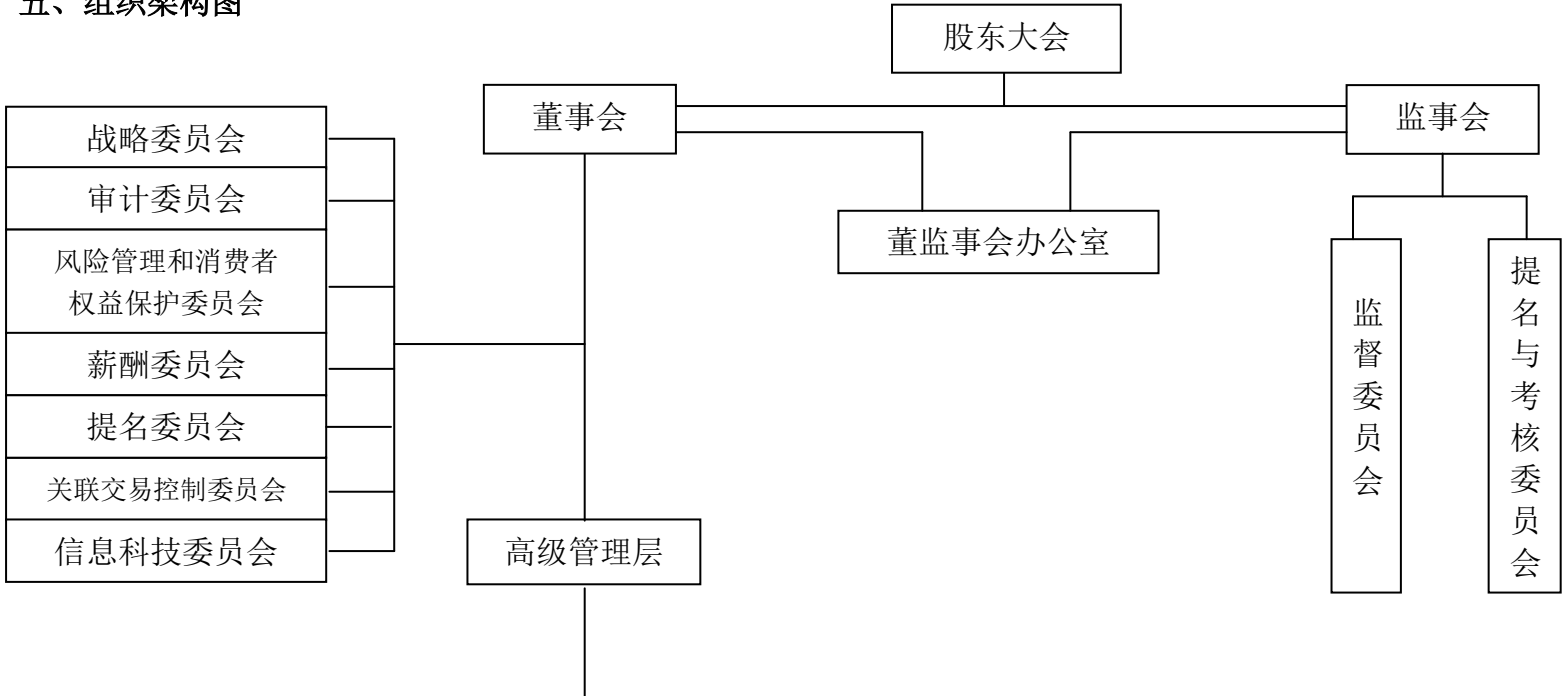 五、组织架构图
股东大会
董事会
监事会
战略委员会
审计委员会
风险管理和消费者
权益保护委员会
薪酬委员会
提名委员会
关联交易控制委员会
信息科技委员会
董监事会办公室
高级管理层
监督委员会
提名与考核委员会